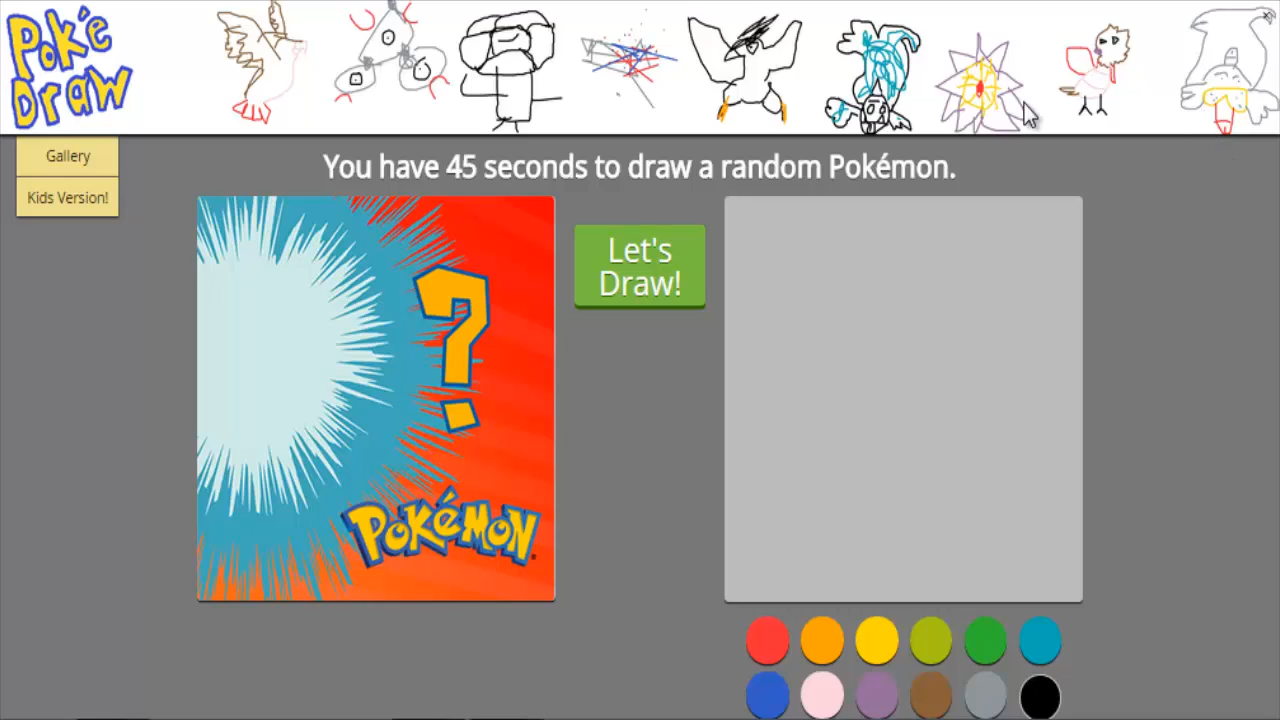 Poké
Draw
Gallery
Kids Version!
You have 45 seconds to draw a random Pokémon.
Let's
Draw!
?
POKéMON